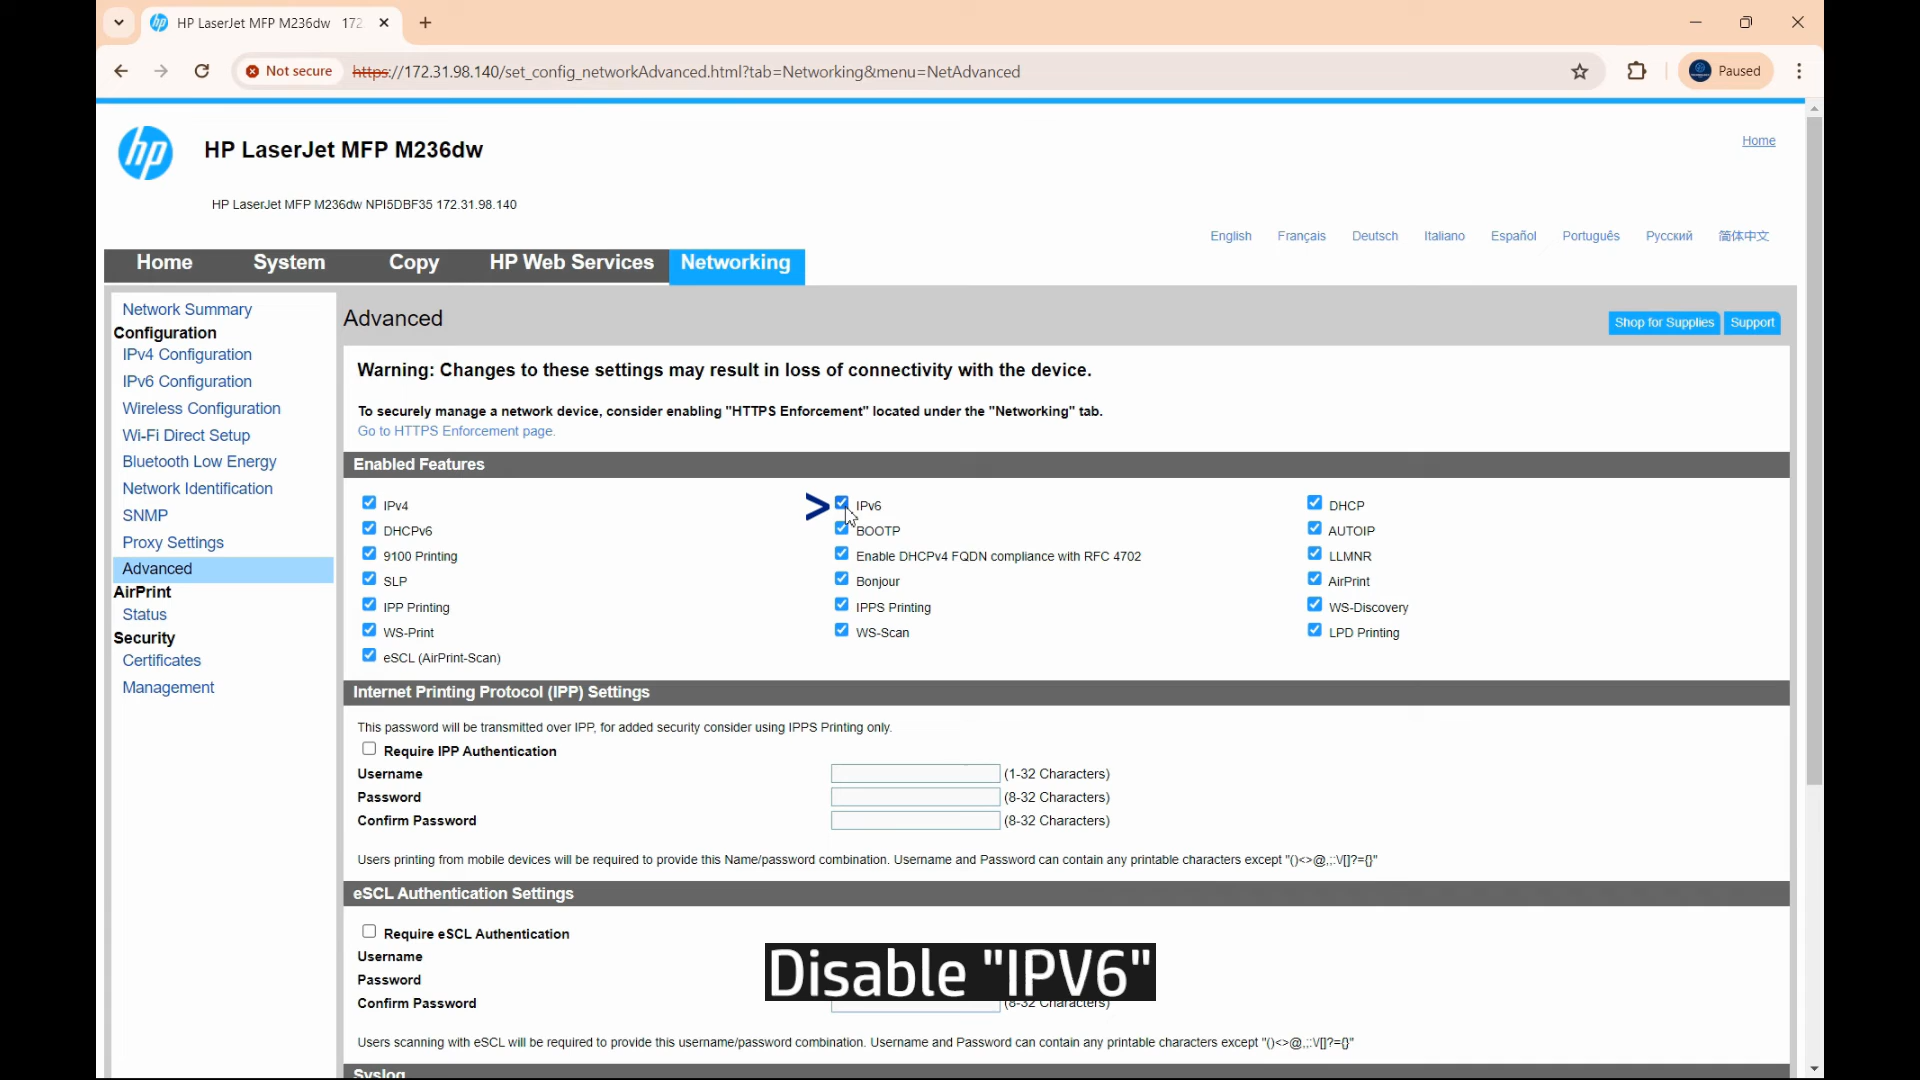 HP LaserJet MFP M236dw 172
Not secure https://172.31.98.140/set_config_networkAdvanced.html?tab=Networking&menu=NetAdvanced Paused
hp HP LaserJet MFP M236dw Home
HP LaserJet MFP M236dw NPI5DBF35 172.31.98.140
English Français Deutsch Italiano Español Português Русский 简体中文
Home System Copy HP Web Services Networking
Network Summary
Configuration
IPv4 Configuration
IPv6 Configuration
Wireless Configuration
Wi-Fi Direct Setup
Bluetooth Low Energy
Network Identification
SNMP
Proxy Settings
Advanced
AirPrint
Status
Security
Certificates
Management
Advanced Shop for Supplies Support
Warning: Changes to these settings may result in loss of connectivity with the device.
To securely manage a network device, consider enabling "HTTPS Enforcement" located under the "Networking" tab.
Go to HTTPS Enforcement page.
Enabled Features
IPv4 > IPv6 DHCP
DHCPv6 BOOTP AUTOIP
9100 Printing Enable DHCPv4 FQDN compliance with RFC 4702 LLMNR
SLP Bonjour AirPrint
IPP Printing IPPS Printing WS-Discovery
WS-Print WS-Scan LPD Printing
eSCL (AirPrint-Scan)
Internet Printing Protocol (IPP) Settings
This password will be transmitted over IPP, for added security consider using IPPS Printing only.
Require IPP Authentication
Username (1-32 Characters)
Password (8-32 Characters)
Confirm Password (8-32 Characters)
Users printing from mobile devices will be required to provide this Name/password combination. Username and Password can contain any printable characters except "()<>@,;:\/[]?={}"
eSCL Authentication Settings
Require eSCL Authentication
Username
Password
Confirm Password (8-32 Characters)
Disable "IPV6"
Users scanning with eSCL will be required to provide this username/password combination. Username and Password can contain any printable characters except "()<>@,;:\/[]?={}"
Syslog